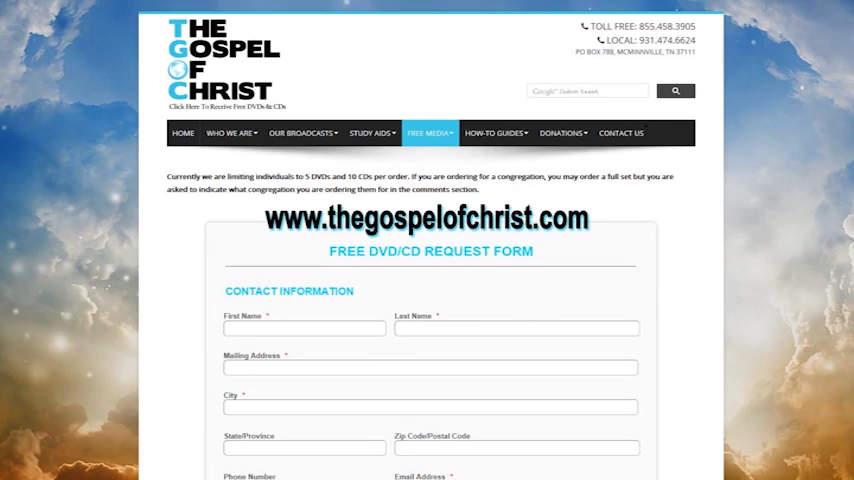 THE
GOSPEL
OF
CHRIST
Click Here To Receive Free DVDs & CDs
TOLL FREE: 855.458.3905
LOCAL: 931.474.6624
PO BOX 788, MCMINNVILLE, TN 37111
Google™ Custom Search
HOME WHO WE ARE OUR BROADCASTS STUDY AIDS FREE MEDIA HOW-TO GUIDES DONATIONS CONTACT US
Currently we are limiting individuals to 5 DVDs and 10 CDs per order. If you are ordering for a congregation, you may order a full set but you are
asked to indicate what congregation you are ordering them for in the comments section.
www.thegospelofchrist.com
FREE DVD/CD REQUEST FORM
CONTACT INFORMATION
First Name * Last Name *
Mailing Address *
City *
State/Province Zip Code/Postal Code
Phone Number Email Address *